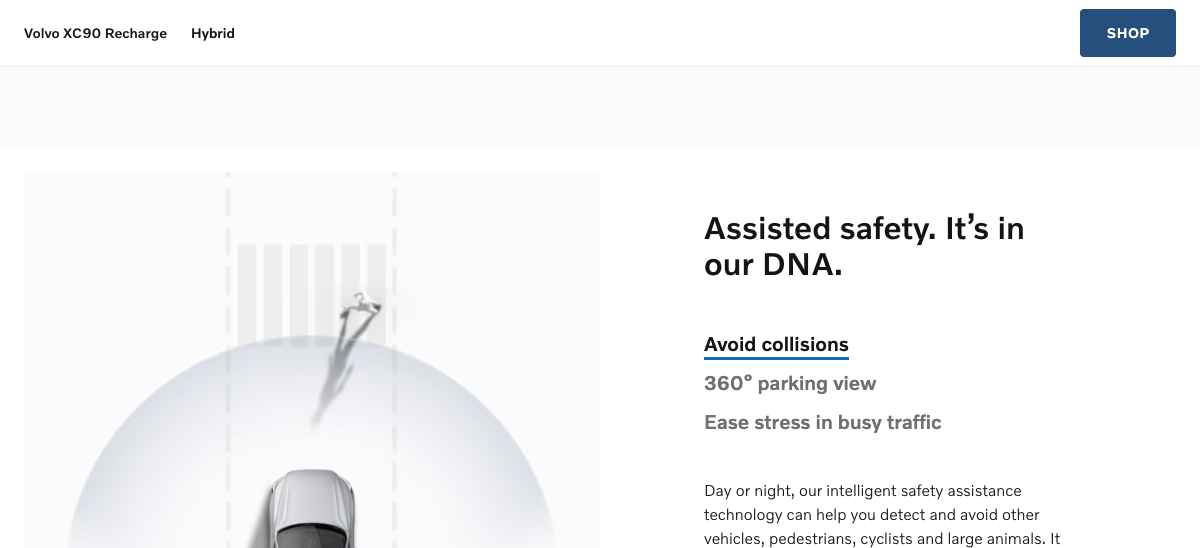 Volvo XC90 Recharge Hybrid SHOP
Assisted safety. It’s in
our DNA.
Avoid collisions
360° parking view
Ease stress in busy traffic
Day or night, our intelligent safety assistance
technology can help you detect and avoid other
vehicles, pedestrians, cyclists and large animals. It